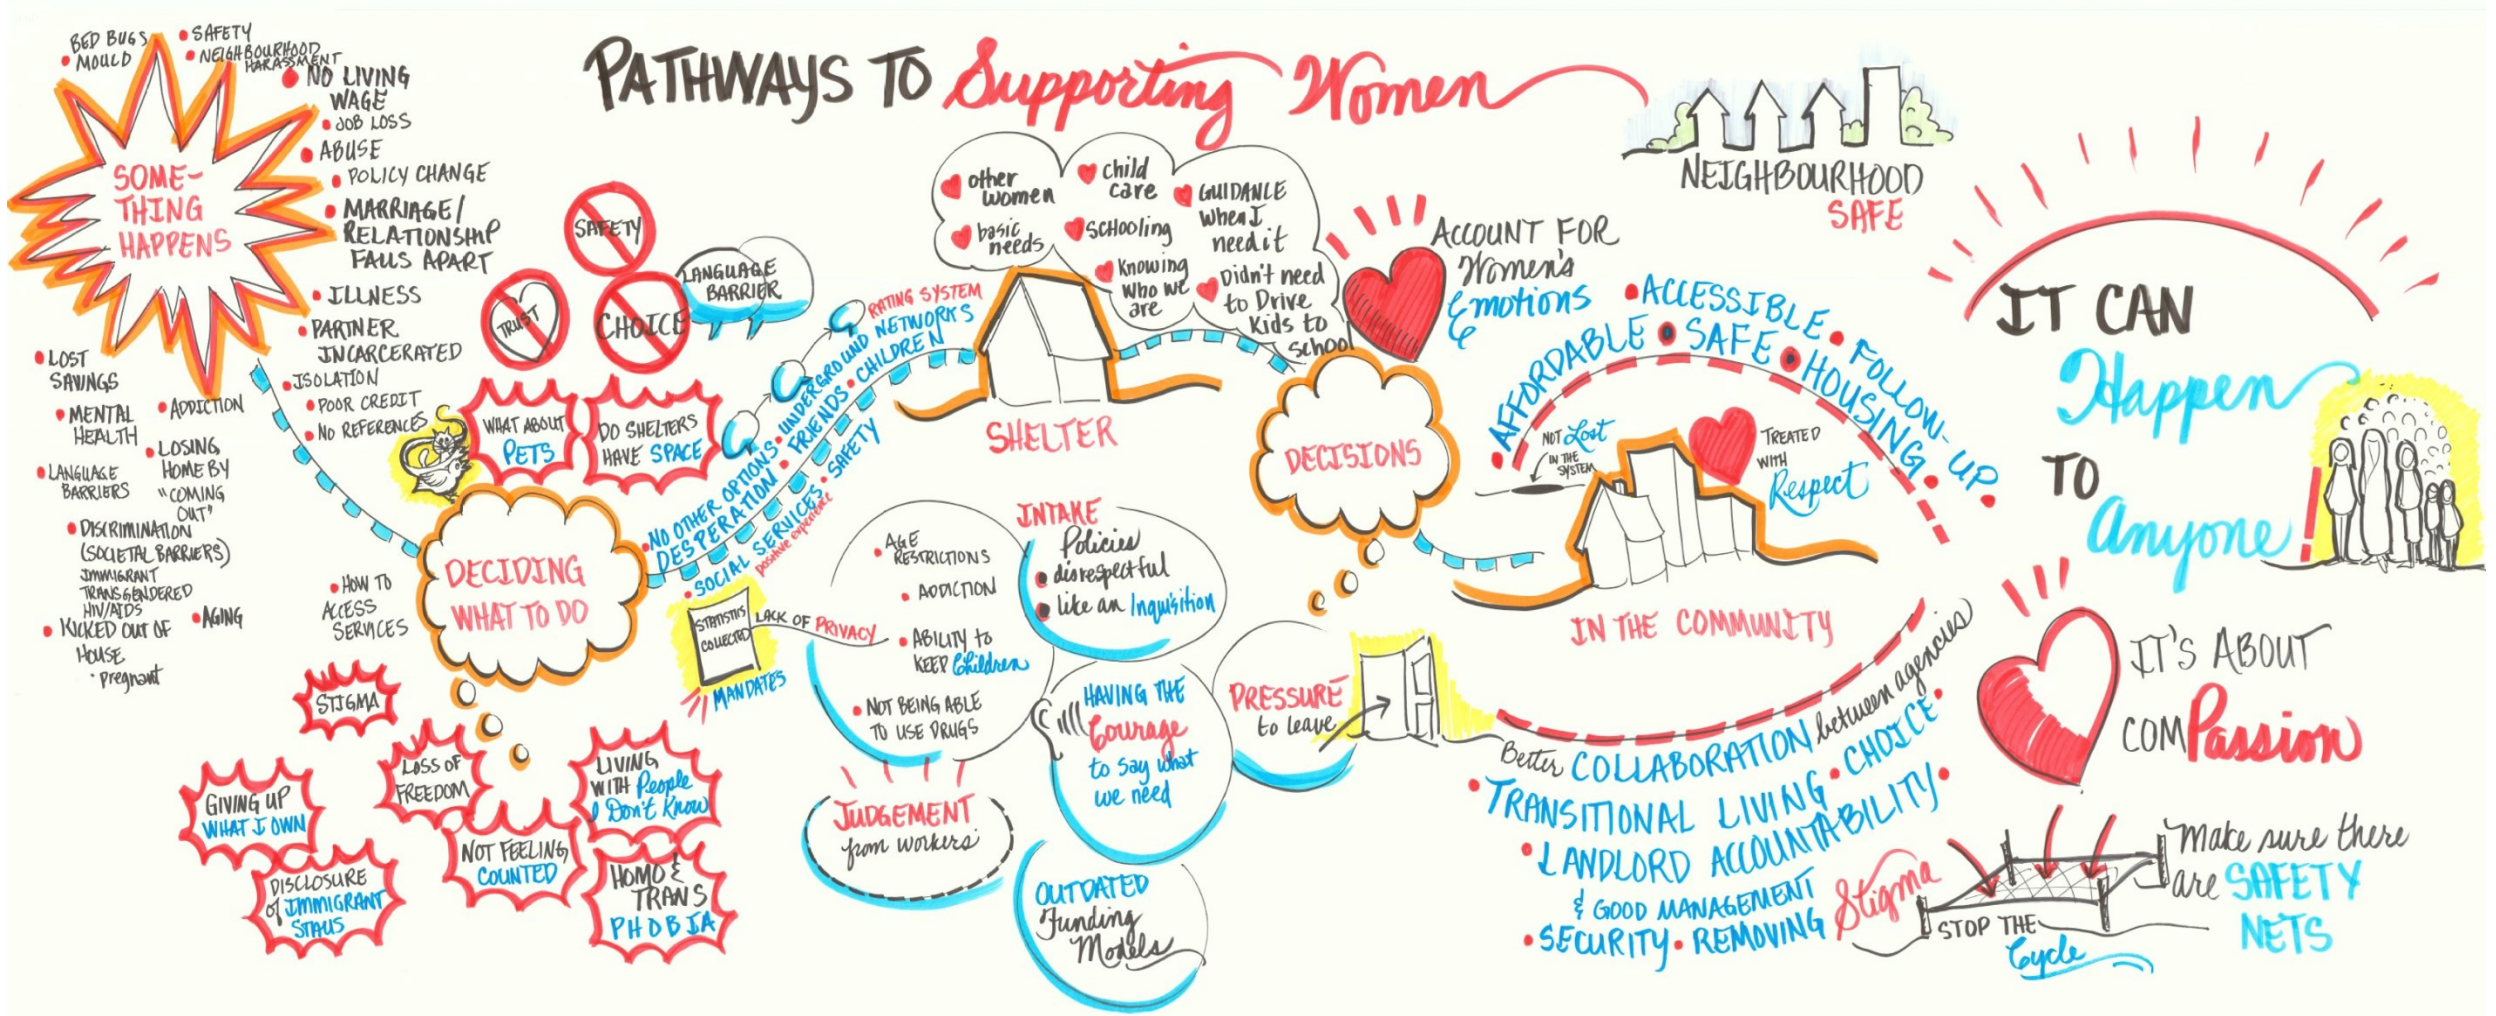 PATHWAYS TO Supporting Women
BED BUGS
• MOULD
• SAFETY
• NEIGHBOURHOOD
HARASSMENT
• NO LIVING
WAGE
• JOB LOSS
• ABUSE
• POLICY CHANGE
• MARRIAGE/
RELATIONSHIP
FALLS APART
• ILLNESS
• PARTNER
INCARCERATED
• ISOLATION
• POOR CREDIT
• NO REFERENCES
SOME-
THING
HAPPENS
• LOST
SAVINGS
• MENTAL
HEALTH
• ADDICTION
• LOSING
HOME BY
"COMING
OUT"
• LANGUAGE
BARRIERS
• DISCRIMINATION
(SOCIETAL BARRIERS)
IMMIGRANT
TRANSGENDERED
HIV/AIDS
• AGING
• KICKED OUT OF
HOUSE
• Pregnant
• HOW TO
ACCESS
SERVICES
SAFETY
TRUST
CHOICE
LANGUAGE
BARRIER
WHAT ABOUT
PETS
DO SHELTERS
HAVE SPACE
DECIDING
WHAT TO DO
STIGMA
LOSS OF
FREEDOM
GIVING UP
WHAT I OWN
DISCLOSURE
of IMMIGRANT
STAUS
NOT FEELING
COUNTED
LIVING
WITH People
I Don't Know
HOMO &
TRANS
PHOBIA
RATING SYSTEM
• NO OTHER OPTIONS • UNDERGROUND NETWORKS
DESPERATION • FRIENDS • CHILDREN
• SOCIAL SERVICES • SAFETY
positive experience
STATISTICS
COLLECTED
LACK OF PRIVACY
MANDATES
other
women
basic
needs
child
care
SCHOOLING
Knowing
who we
are
GUIDANCE
when I
need it
Didn't need
to Drive
Kids to
school
SHELTER
• AGE
RESTRICTIONS
• ADDICTION
• ABILITY to
KEEP Children
• NOT BEING ABLE
TO USE DRUGS
INTAKE
Policies
• disrespectful
• like an Inquisition
HAVING THE
Courage
to say what
we need
JUDGEMENT
from workers
OUTDATED
Funding
Models
PRESSURE
to leave
DECISIONS
ACCOUNT FOR
Women's
Emotions
NEIGHBOURHOOD
SAFE
• ACCESSIBLE • FOLLOW-UP •
• AFFORDABLE • SAFE • HOUSING •
NOT Lost
IN THE
SYSTEM
TREATED
WITH
Respect
IN THE COMMUNITY
Better COLLABORATION between agencies
• TRANSITIONAL LIVING • CHOICE •
• LANDLORD ACCOUNTABILITY •
& GOOD MANAGEMENT
• SECURITY • REMOVING Stigma
IT CAN
Happen
TO
Anyone!
IT'S ABOUT
COMPassion
Make sure there
are SAFETY
NETS
STOP THE
Cycle